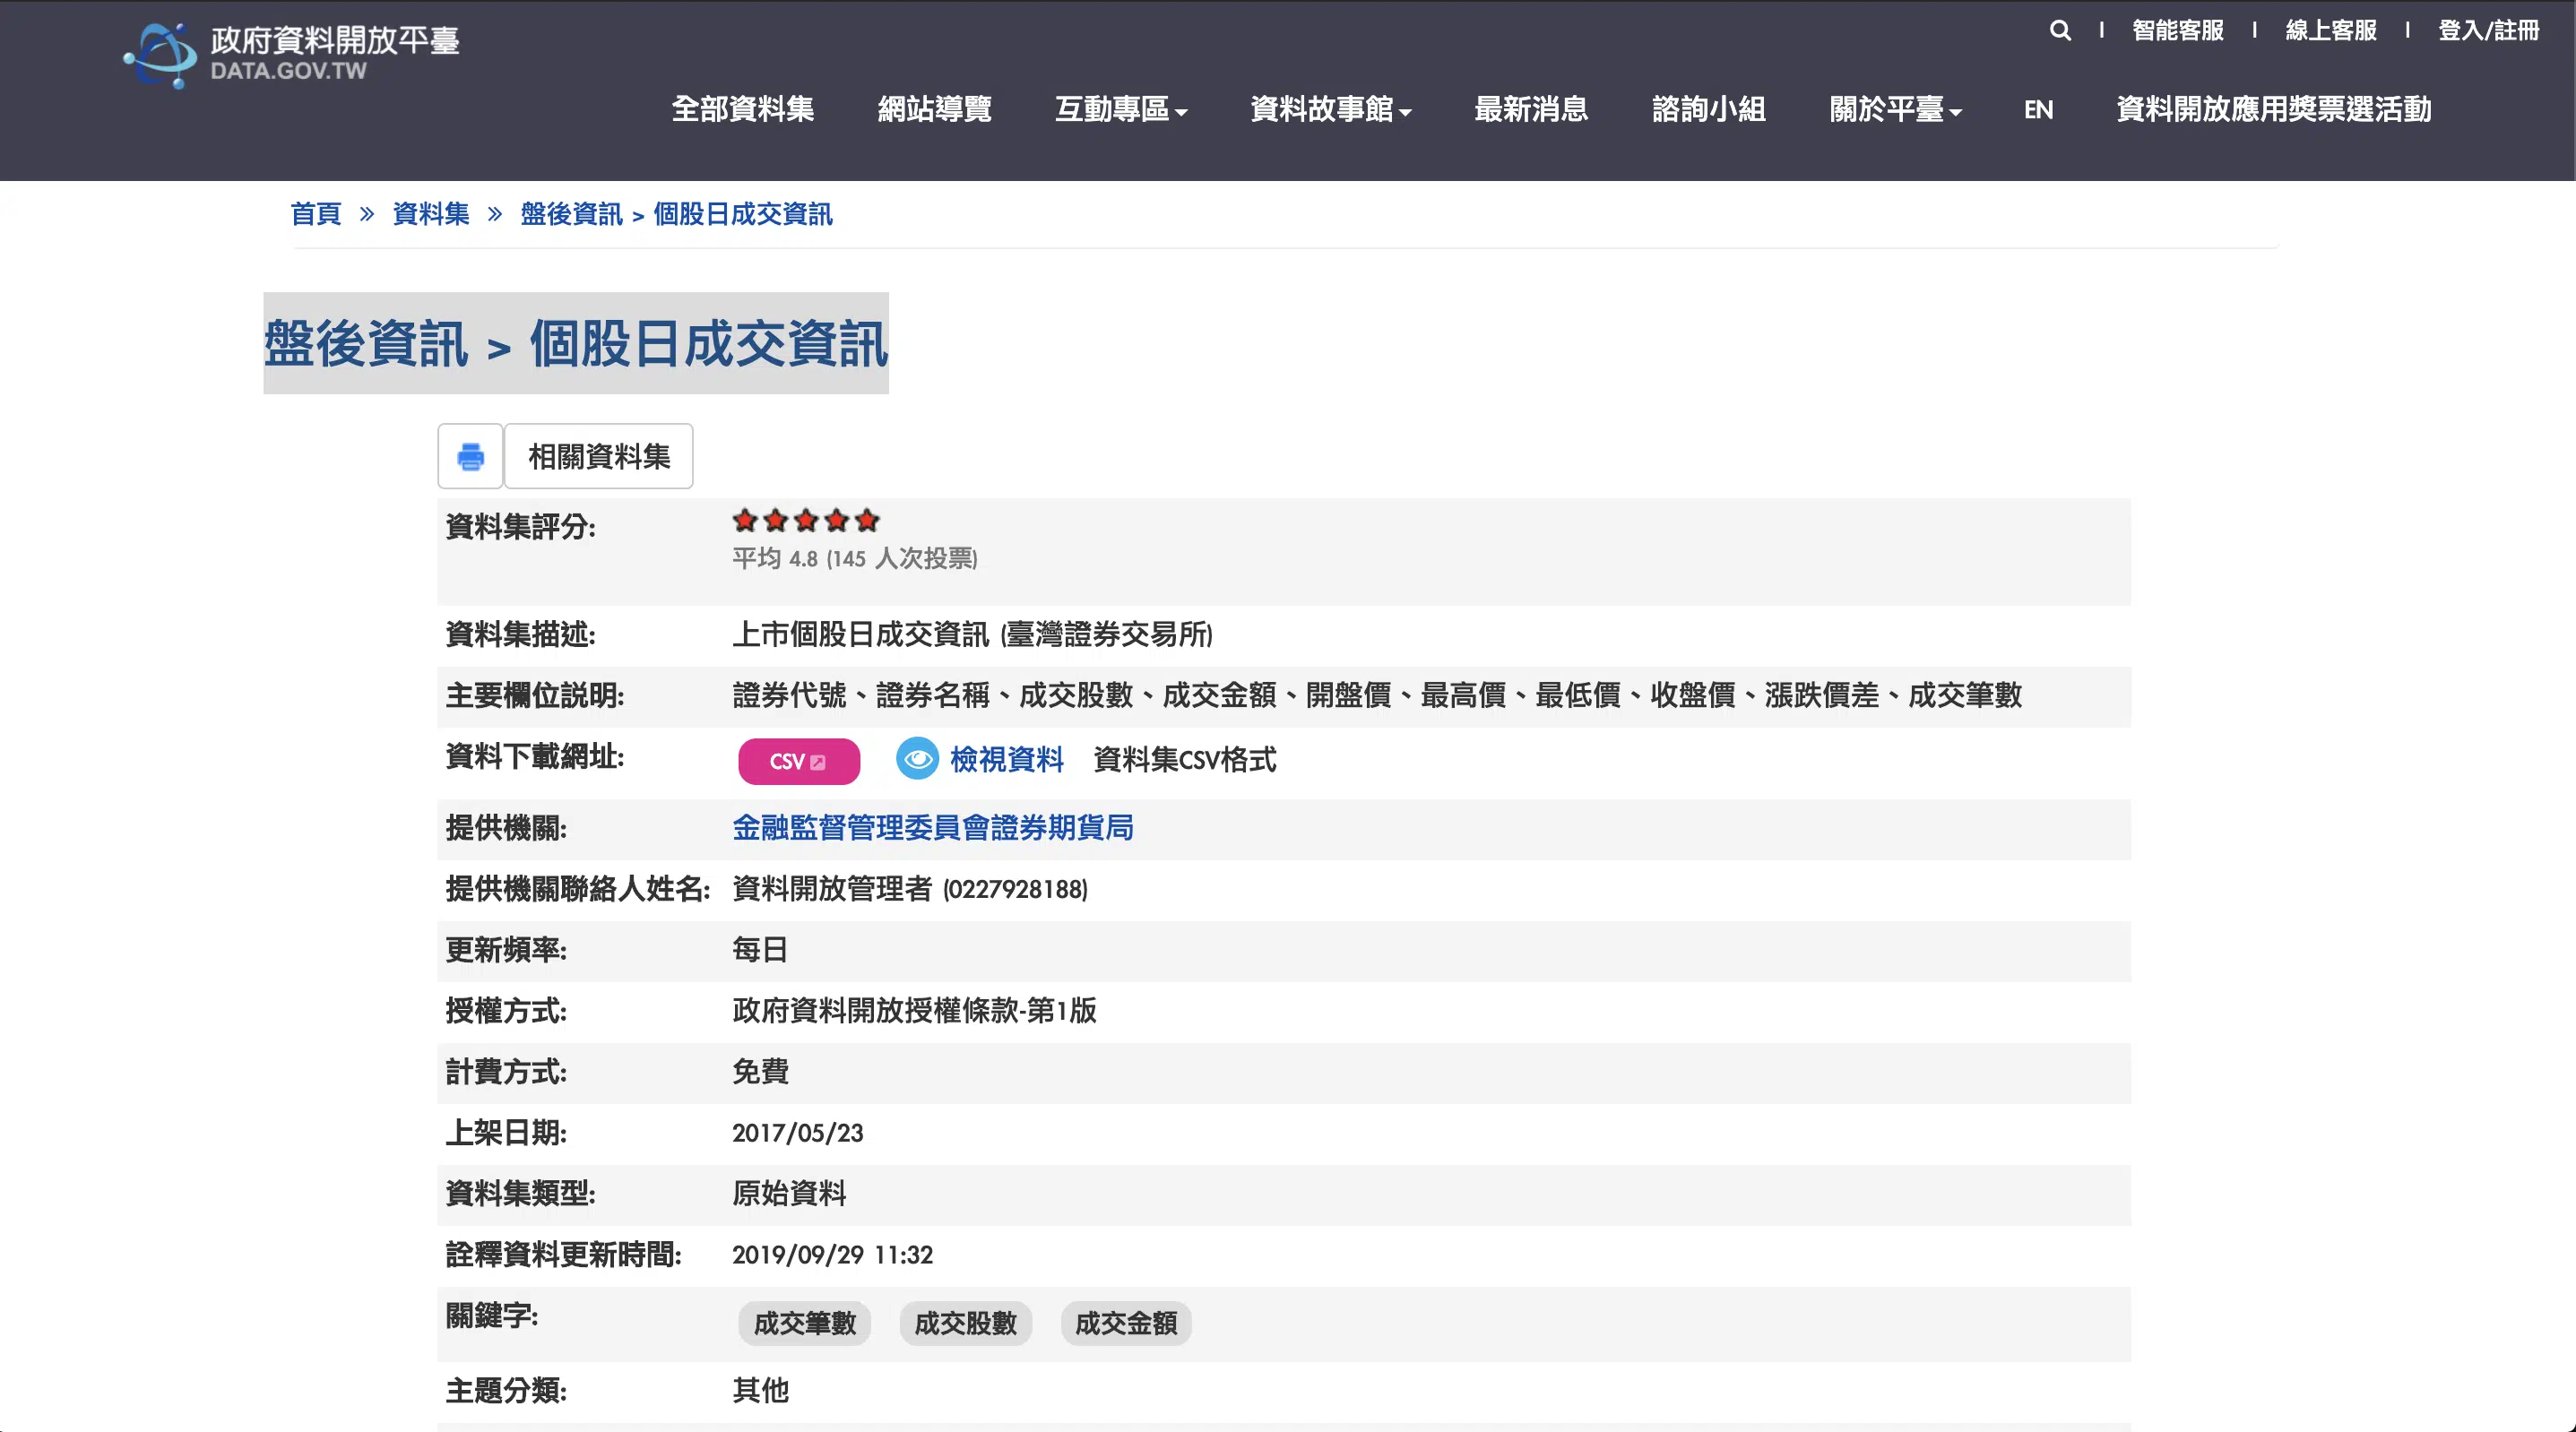 政府資料開放平臺
DATA.GOV.TW
智能客服 | 線上客服 | 登入/註冊
全部資料集 網站導覽 互動專區 資料故事館 最新消息 諮詢小組 關於平臺 EN 資料開放應用獎票選活動
首頁 » 資料集 » 盤後資訊 > 個股日成交資訊
盤後資訊 > 個股日成交資訊
相關資料集
資料集評分:
平均 4.8 (145 人次投票)
資料集描述: 上市個股日成交資訊 (臺灣證券交易所)
主要欄位說明: 證券代號、證券名稱、成交股數、成交金額、開盤價、最高價、最低價、收盤價、漲跌價差、成交筆數
資料下載網址: CSV 檢視資料 資料集CSV格式
提供機關: 金融監督管理委員會證券期貨局
提供機關聯絡人姓名: 資料開放管理者 (0227928188)
更新頻率: 每日
授權方式: 政府資料開放授權條款-第1版
計費方式: 免費
上架日期: 2017/05/23
資料集類型: 原始資料
詮釋資料更新時間: 2019/09/29 11:32
關鍵字: 成交筆數 成交股數 成交金額
主題分類: 其他